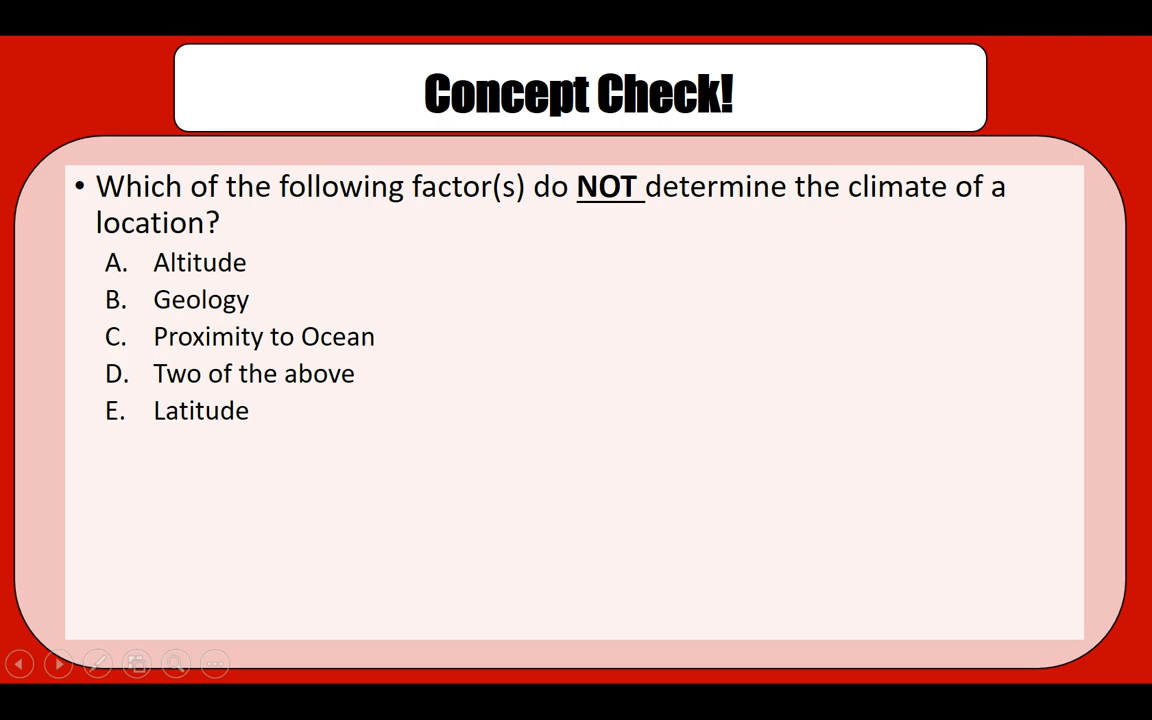 Concept Check!
• Which of the following factor(s) do NOT determine the climate of a
location?
A. Altitude
B. Geology
C. Proximity to Ocean
D. Two of the above
E. Latitude